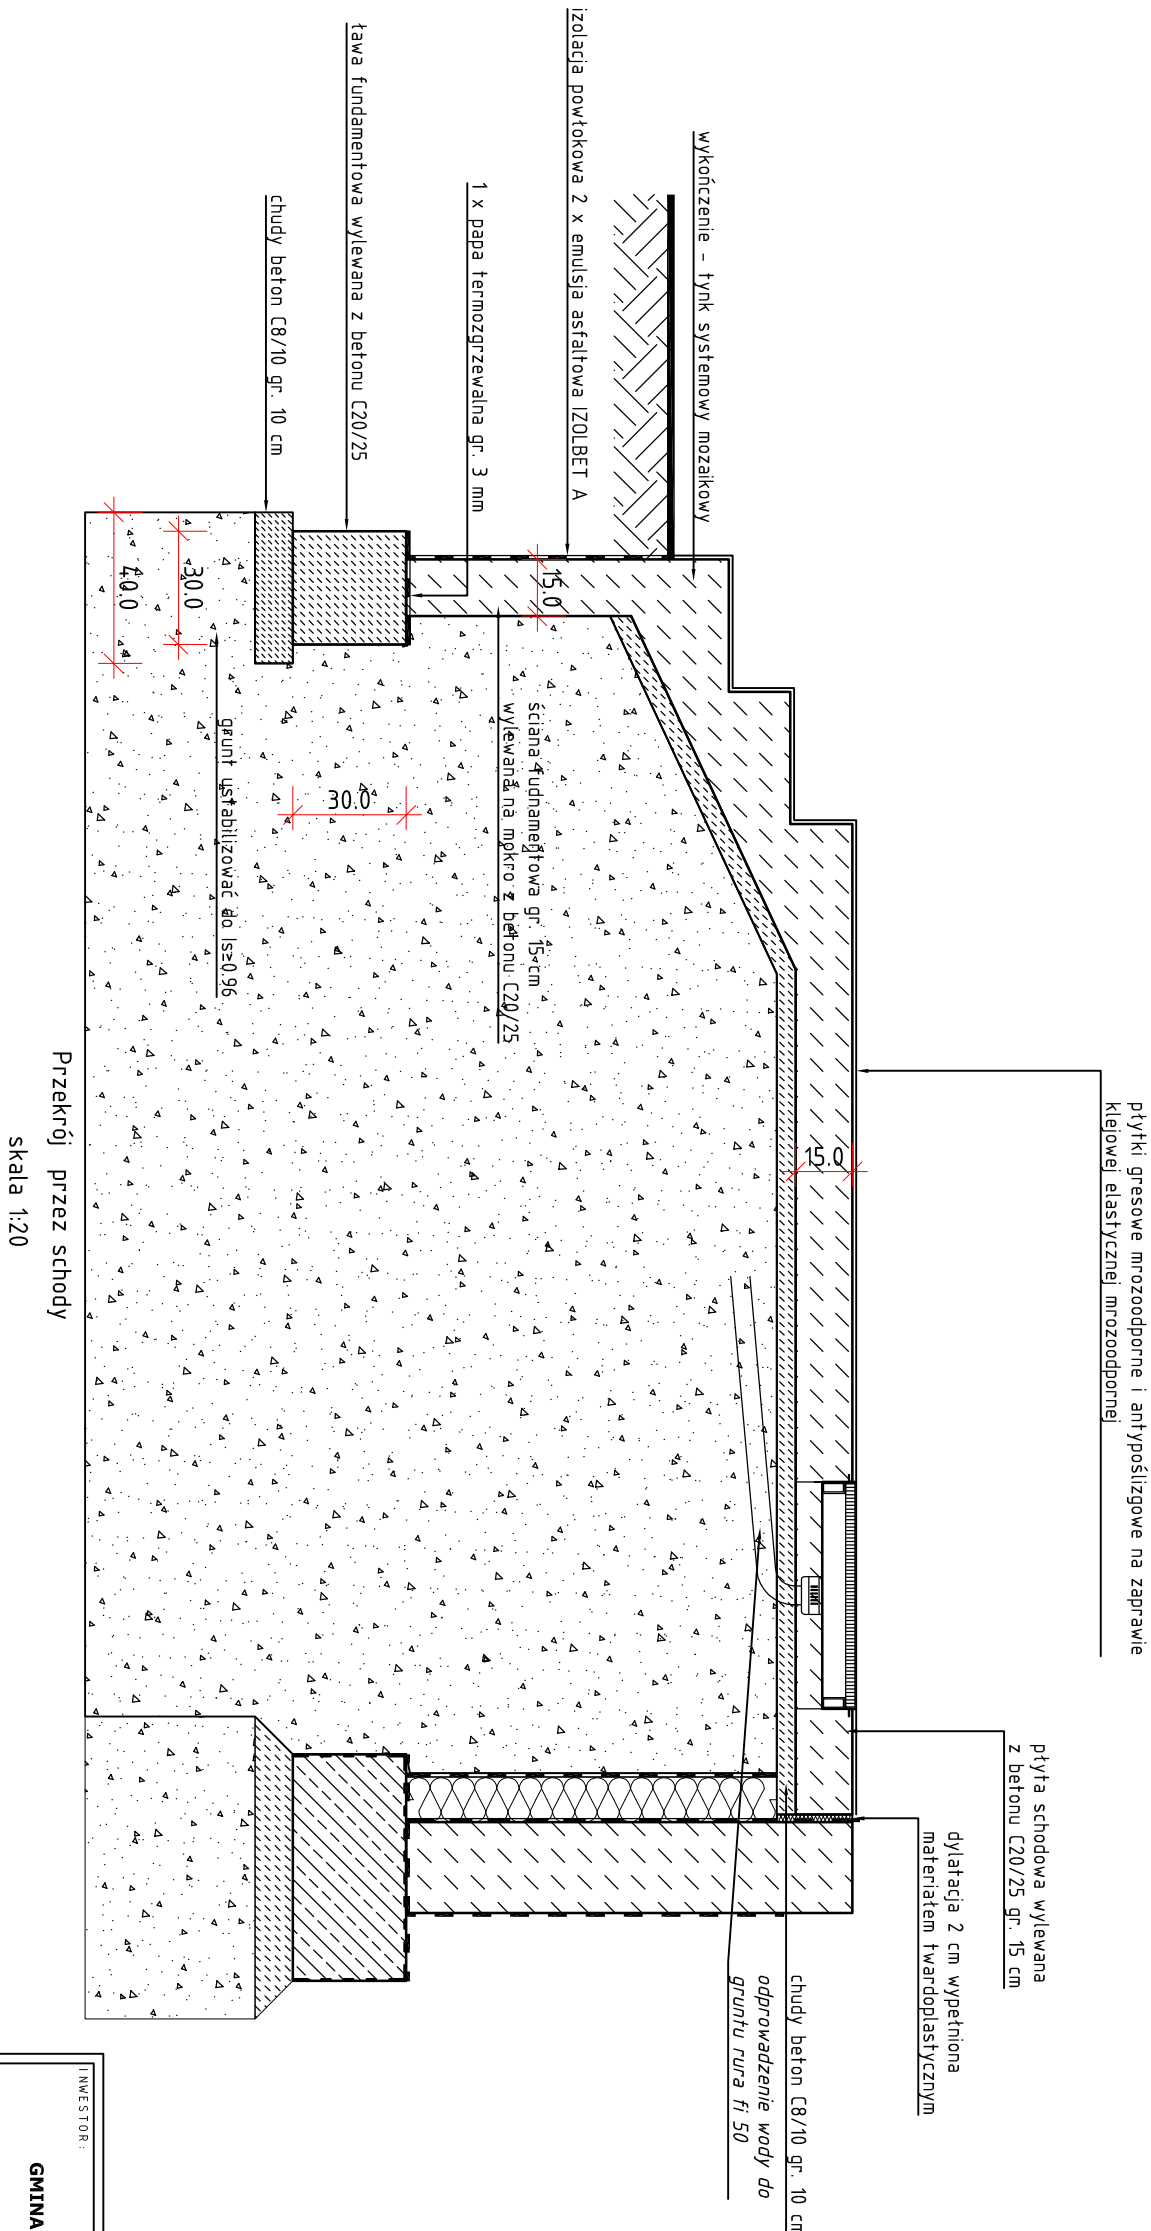 płytki gresowe mrozoodporne i antypoślizgowe na zaprawie
klejowej elastycznej mrozoodpornej
płyta schodowa wylewana
z betonu C20/25 gr. 15 cm
dylatacja 2 cm wypełniona
materiałem twardoplastycznym
chudy beton C8/10 gr. 10 cm
odprowadzenie wody do
gruntu rura fi 50
wykończenie - tynk systemowy mozaikowy
izolacja powłokowa 2 x emulsja asfaltowa IZOLBET A
1 x papa termozgrzewalna gr. 3 mm
ława fundamentowa wylewana z betonu C20/25
chudy beton C8/10 gr. 10 cm
15.0
15.0
ściana fudnamentowa gr. 15 cm
wylewana na mokro z betonu C20/25
30.0
30.0
40.0
grunt ustabilizować do Is≥0.96
Przekrój przez schody
skala 1:20
INWESTOR:
GMINA